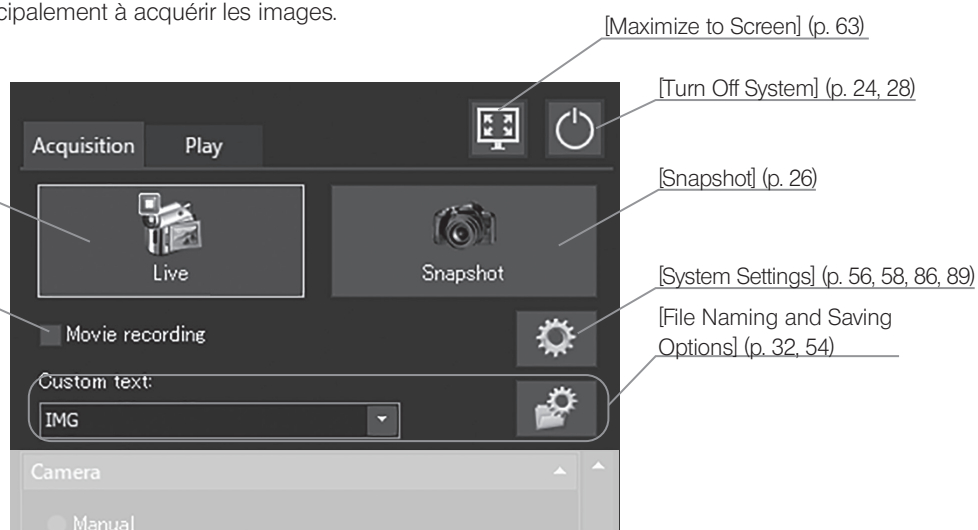 cipalement à acquérir les images.
[Maximize to Screen] (p. 63)
[Turn Off System] (p. 24, 28)
Acquisition Play
[Snapshot] (p. 26)
Live Snapshot
[System Settings] (p. 56, 58, 86, 89)
Movie recording
[File Naming and Saving
Options] (p. 32, 54)
Custom text:
IMG
Camera
Manual